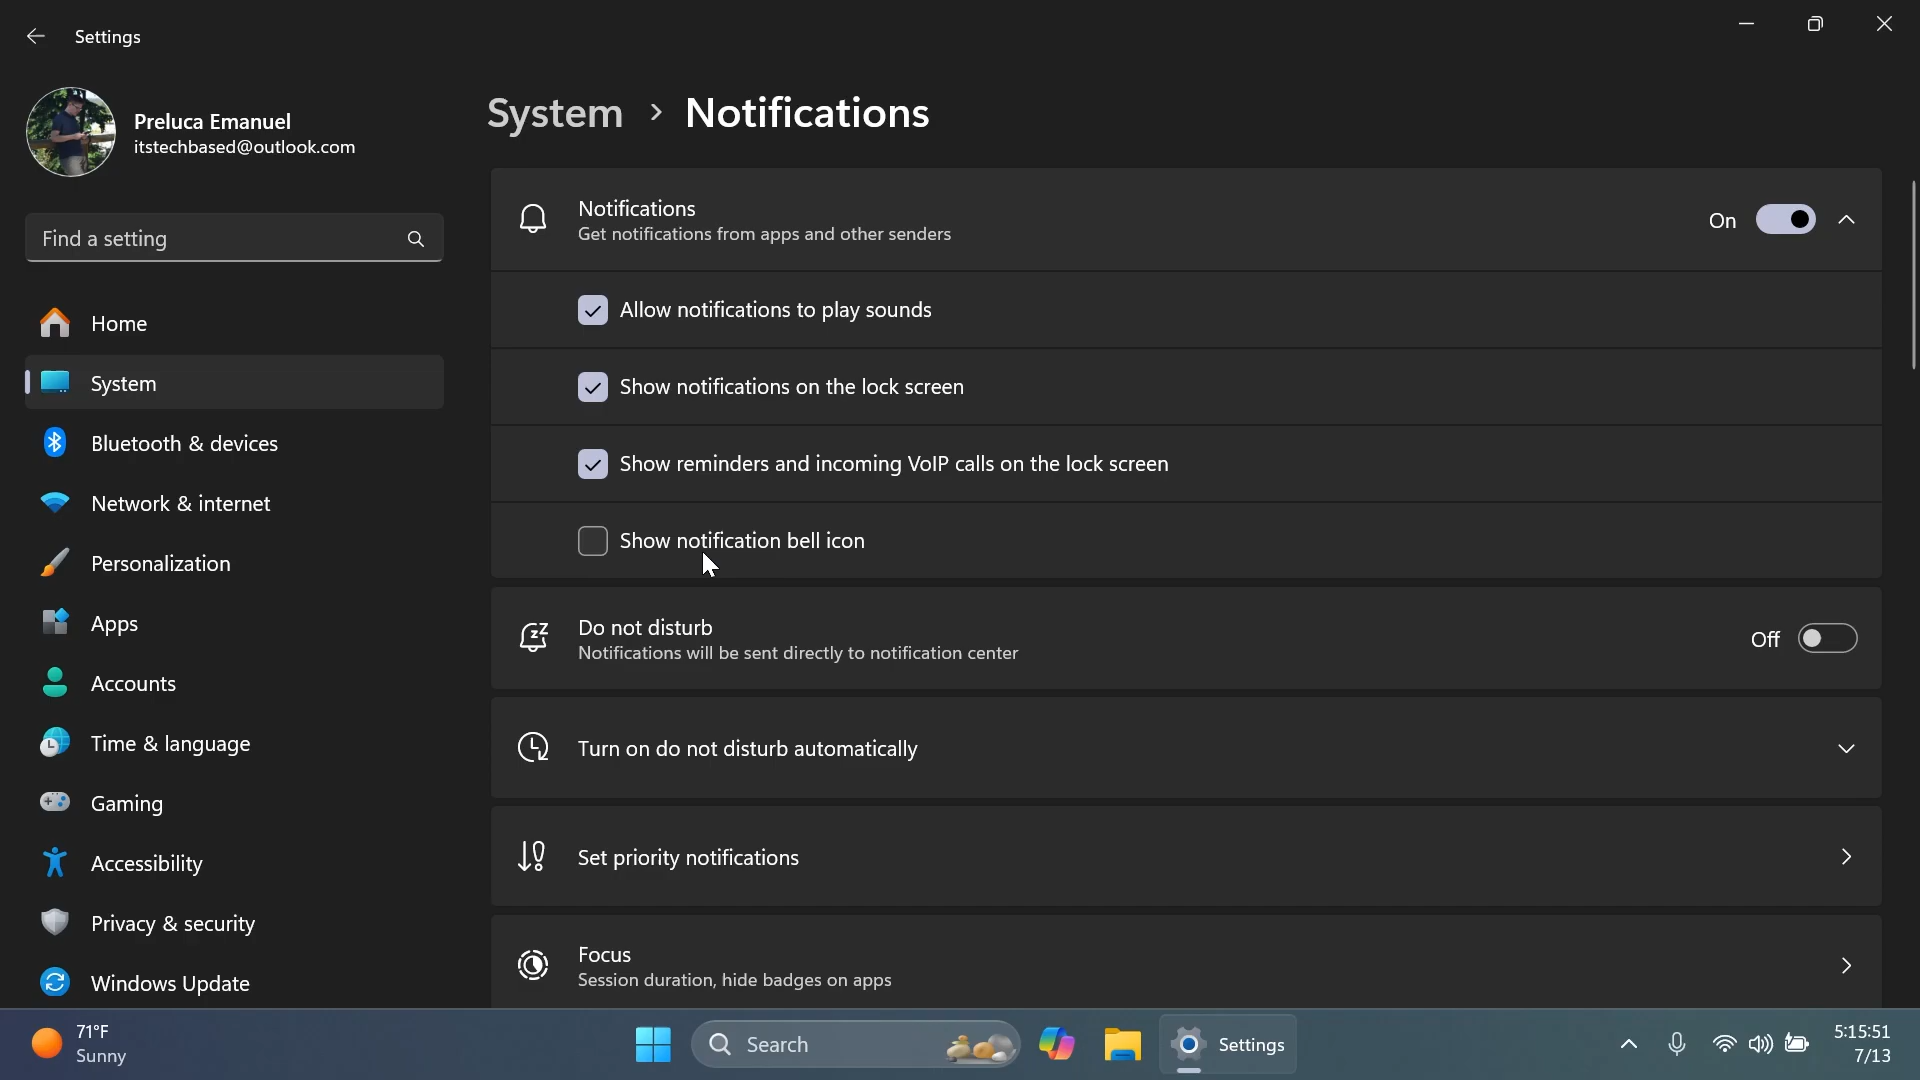 Settings
Preluca Emanuel
itstechbased@outlook.com
Find a setting
Home
System
Bluetooth & devices
Network & internet
Personalization
Apps
Accounts
Time & language
Gaming
Accessibility
Privacy & security
Windows Update
System > Notifications
Notifications
Get notifications from apps and other senders
On
Allow notifications to play sounds
Show notifications on the lock screen
Show reminders and incoming VoIP calls on the lock screen
Show notification bell icon
Do not disturb
Notifications will be sent directly to notification center
Off
Turn on do not disturb automatically
Set priority notifications
Focus
Session duration, hide badges on apps
71°F
Sunny
Search
Settings
5:15:51
7/13